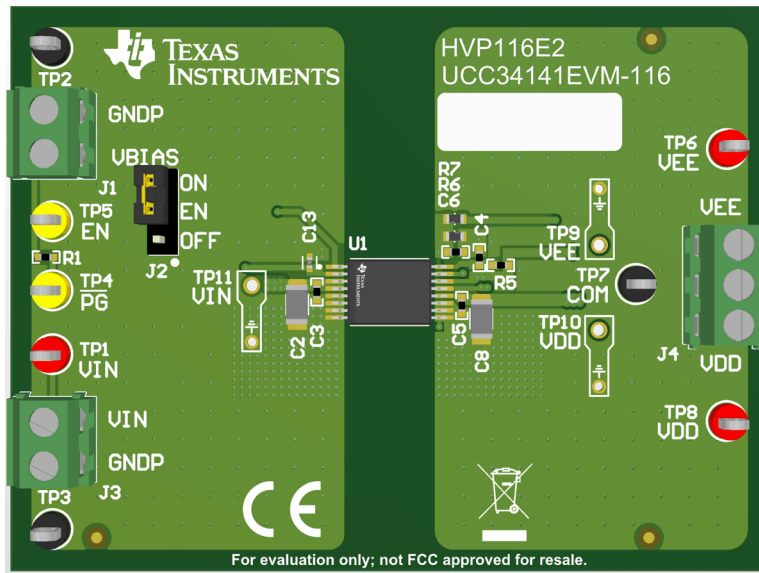 TEXAS
INSTRUMENTS
HVP116E2
UCC34141EVM-116
TP2
GNDP
VBIAS
J1
ON
EN
OFF
J2
TP5
EN
R1
TP4
PG
TP1
VIN
VIN
GNDP
TP3
J3
TP11
VIN
C13
C2
C3
U1
TEXAS
INSTRUMENTS
R7
R6
C6
C4
R5
C5
C8
TP9
VEE
TP7
COM
TP10
VDD
TP6
VEE
VEE
J4
VDD
TP8
VDD
CE
For evaluation only; not FCC approved for resale.